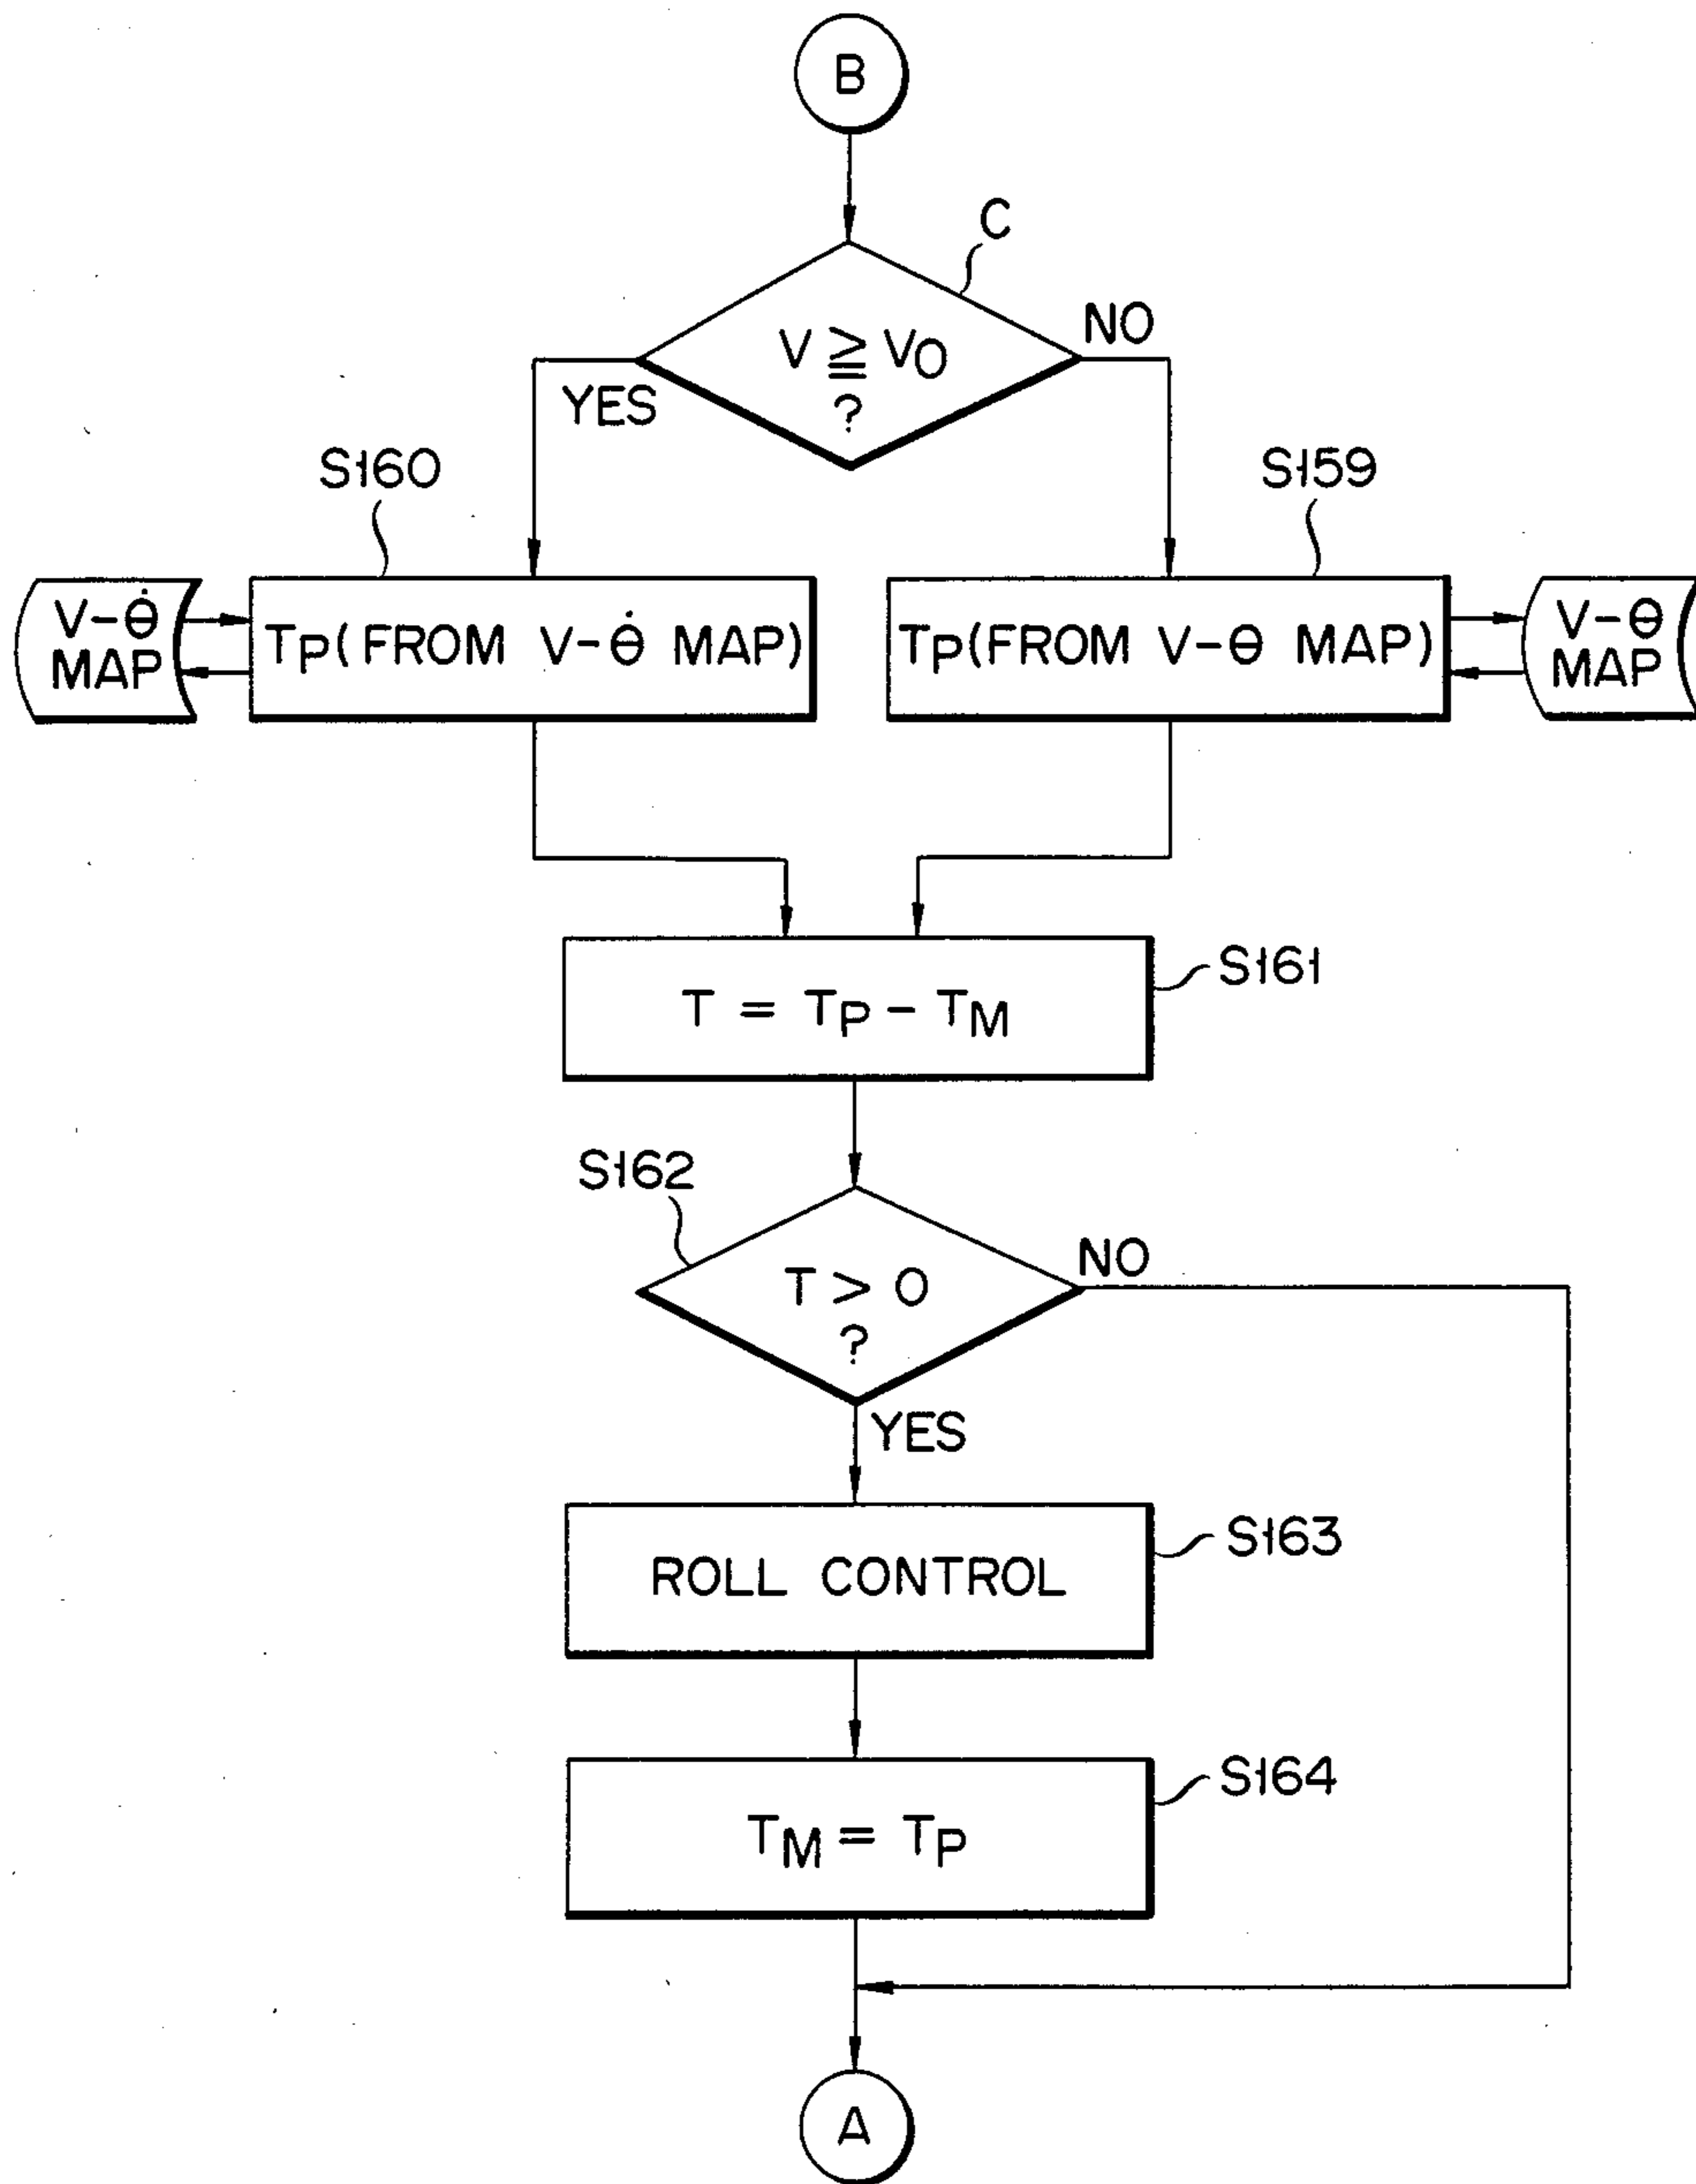 B
C
V ≧ V0
?
YES
NO
S160
S159
V-θ̇
MAP
TP(FROM V-θ̇ MAP)
TP(FROM V-θ MAP)
V-θ
MAP
S161
T = TP - TM
S162
T > 0
?
NO
YES
S163
ROLL CONTROL
S164
TM = TP
A